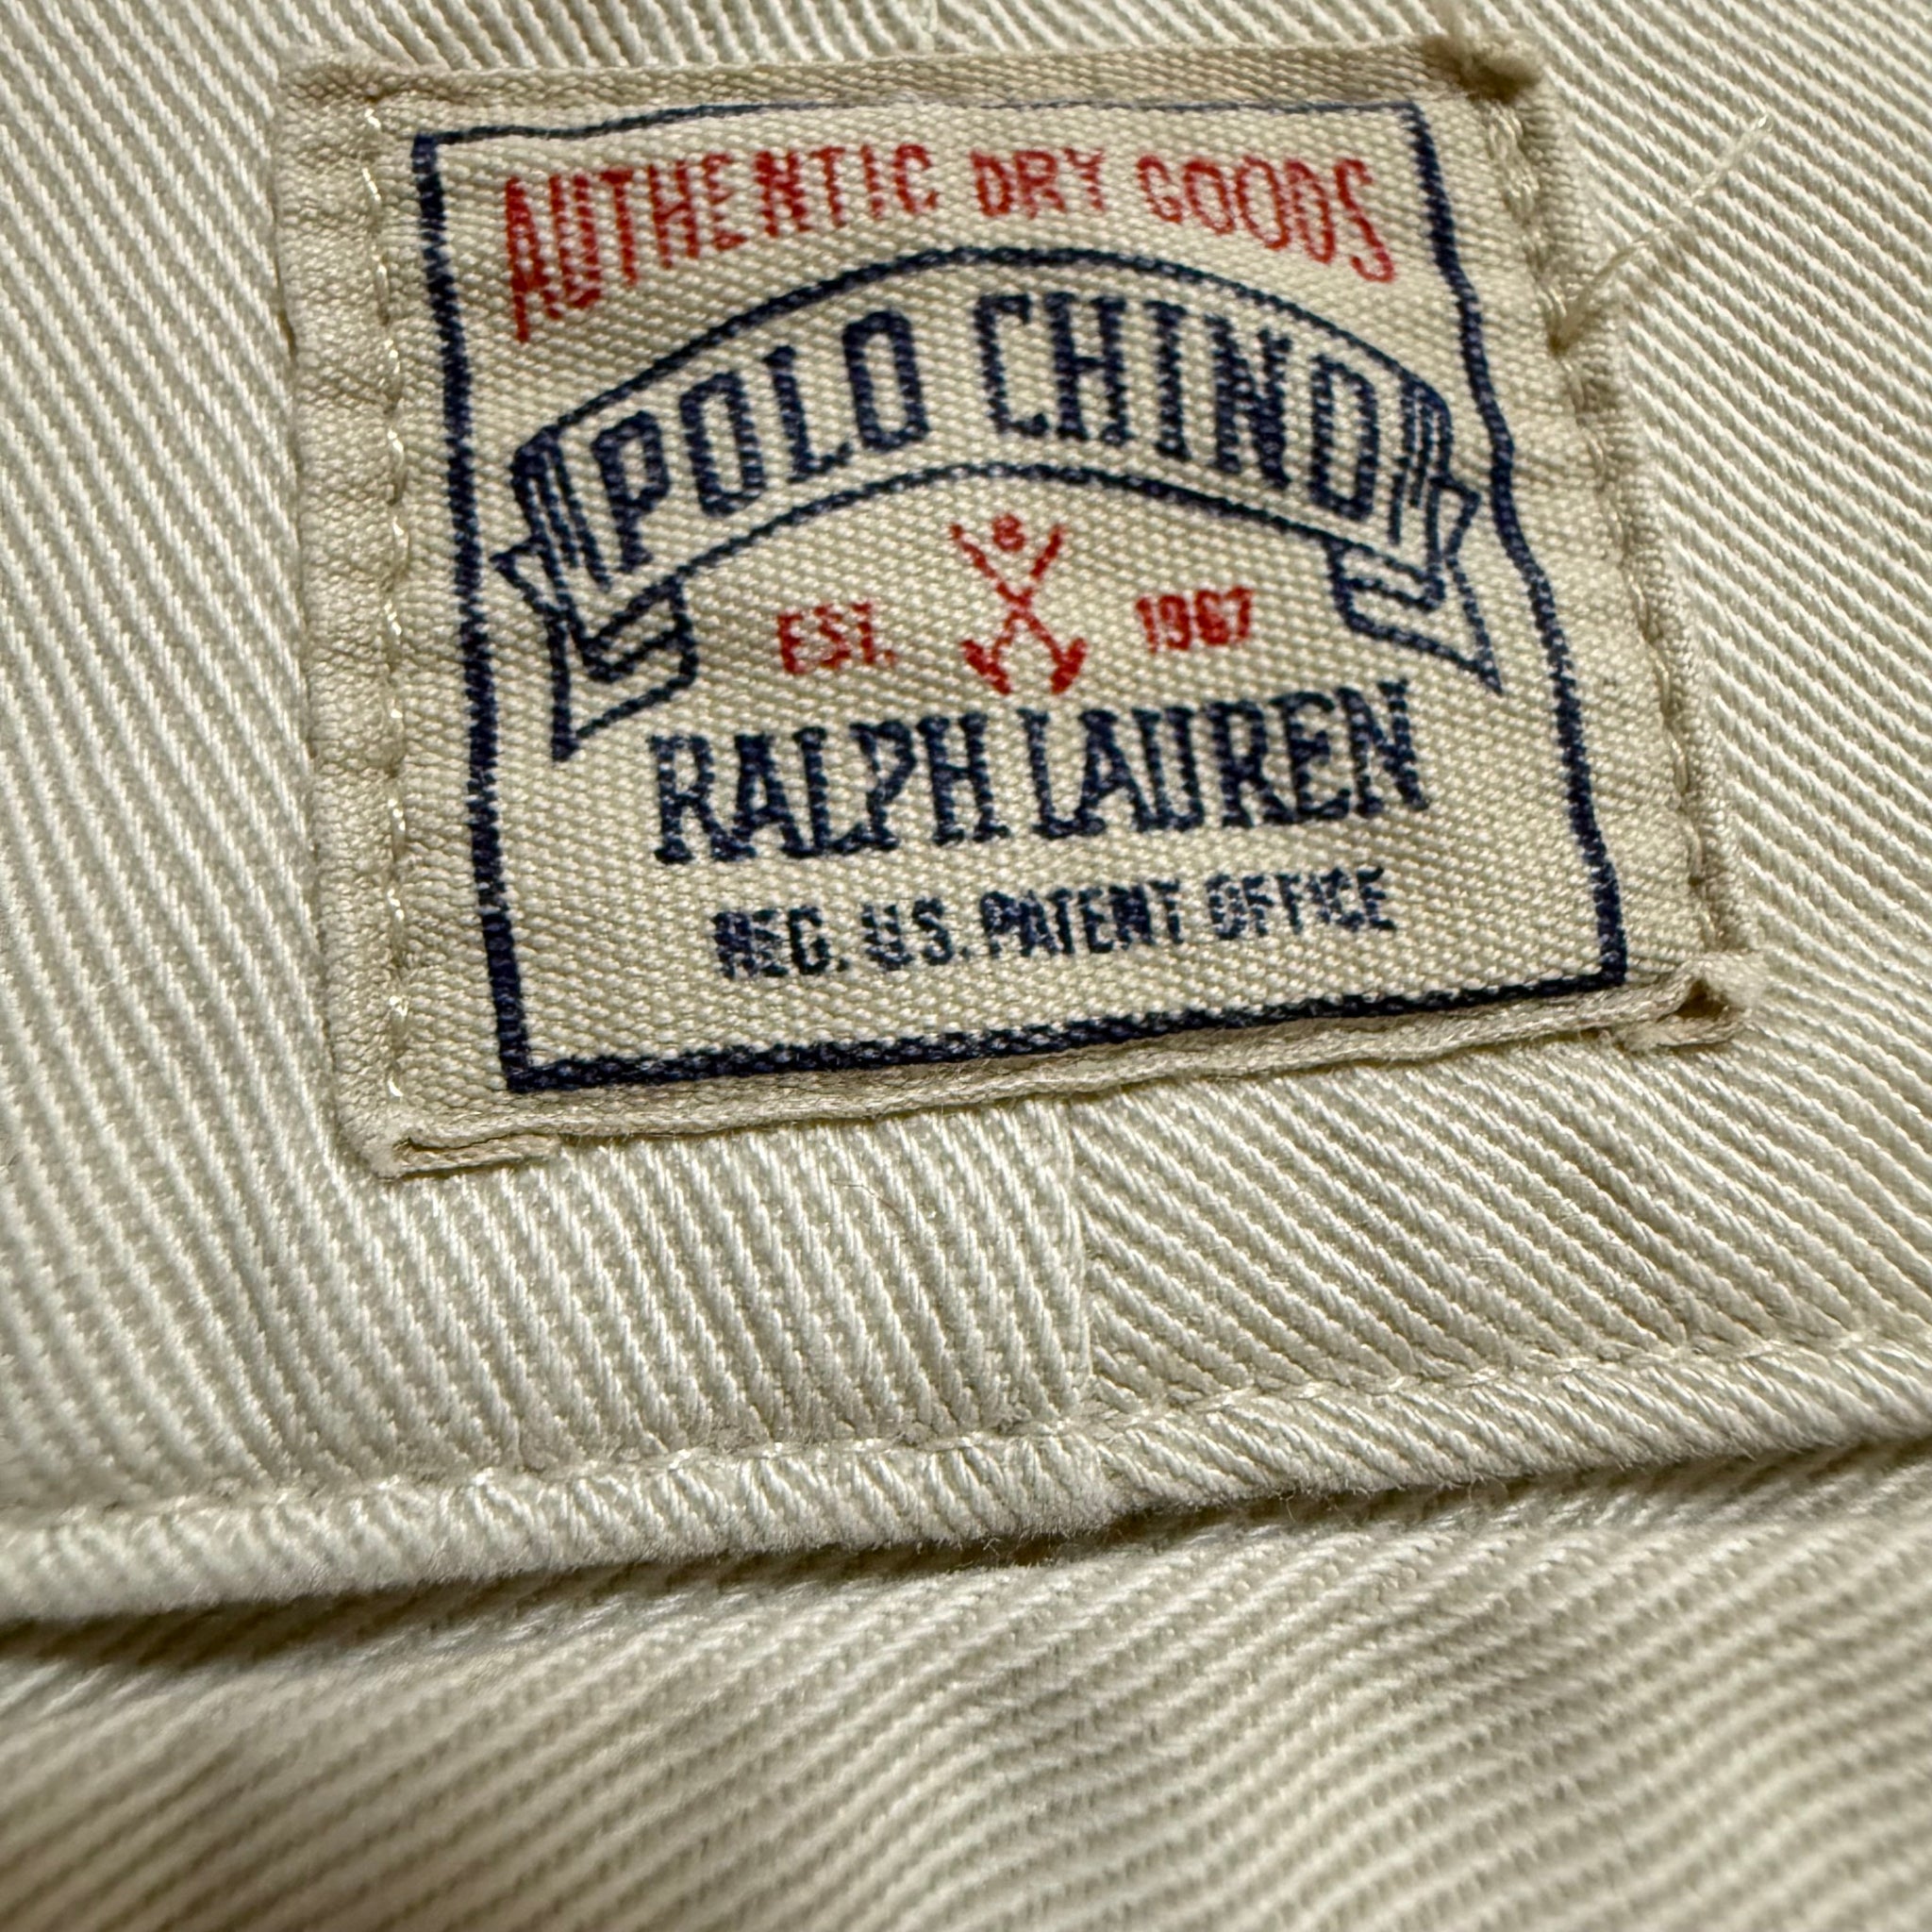 AUTHENTIC DRY GOODS
POLO CHINO
EST. 1967
RALPH LAUREN
REG. U.S. PATENT OFFICE